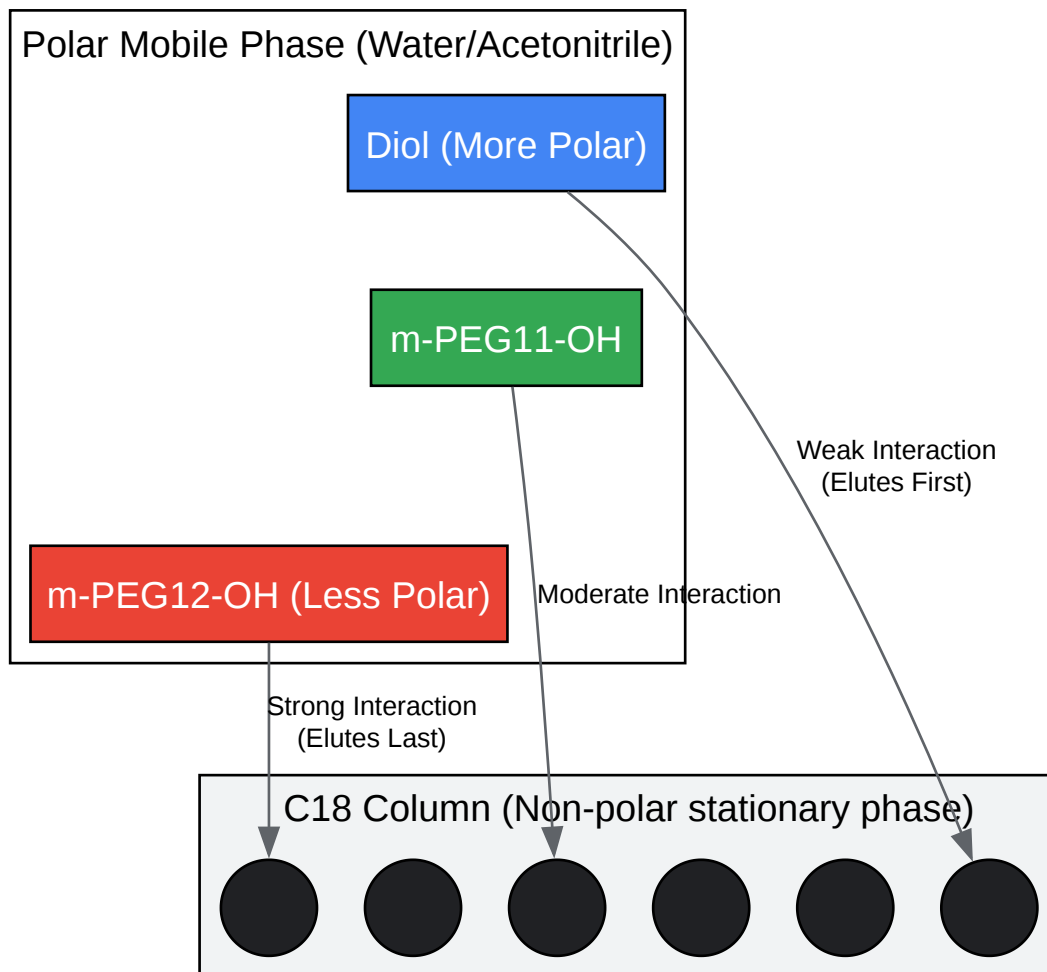 Polar Mobile Phase (Water/Acetonitrile)
Diol (More Polar)
m-PEG11-OH
Weak Interaction
(Elutes First)
m-PEG12-OH (Less Polar)
Moderate Interaction
Strong Interaction
(Elutes Last)
C18 Column (Non-polar stationary phase)